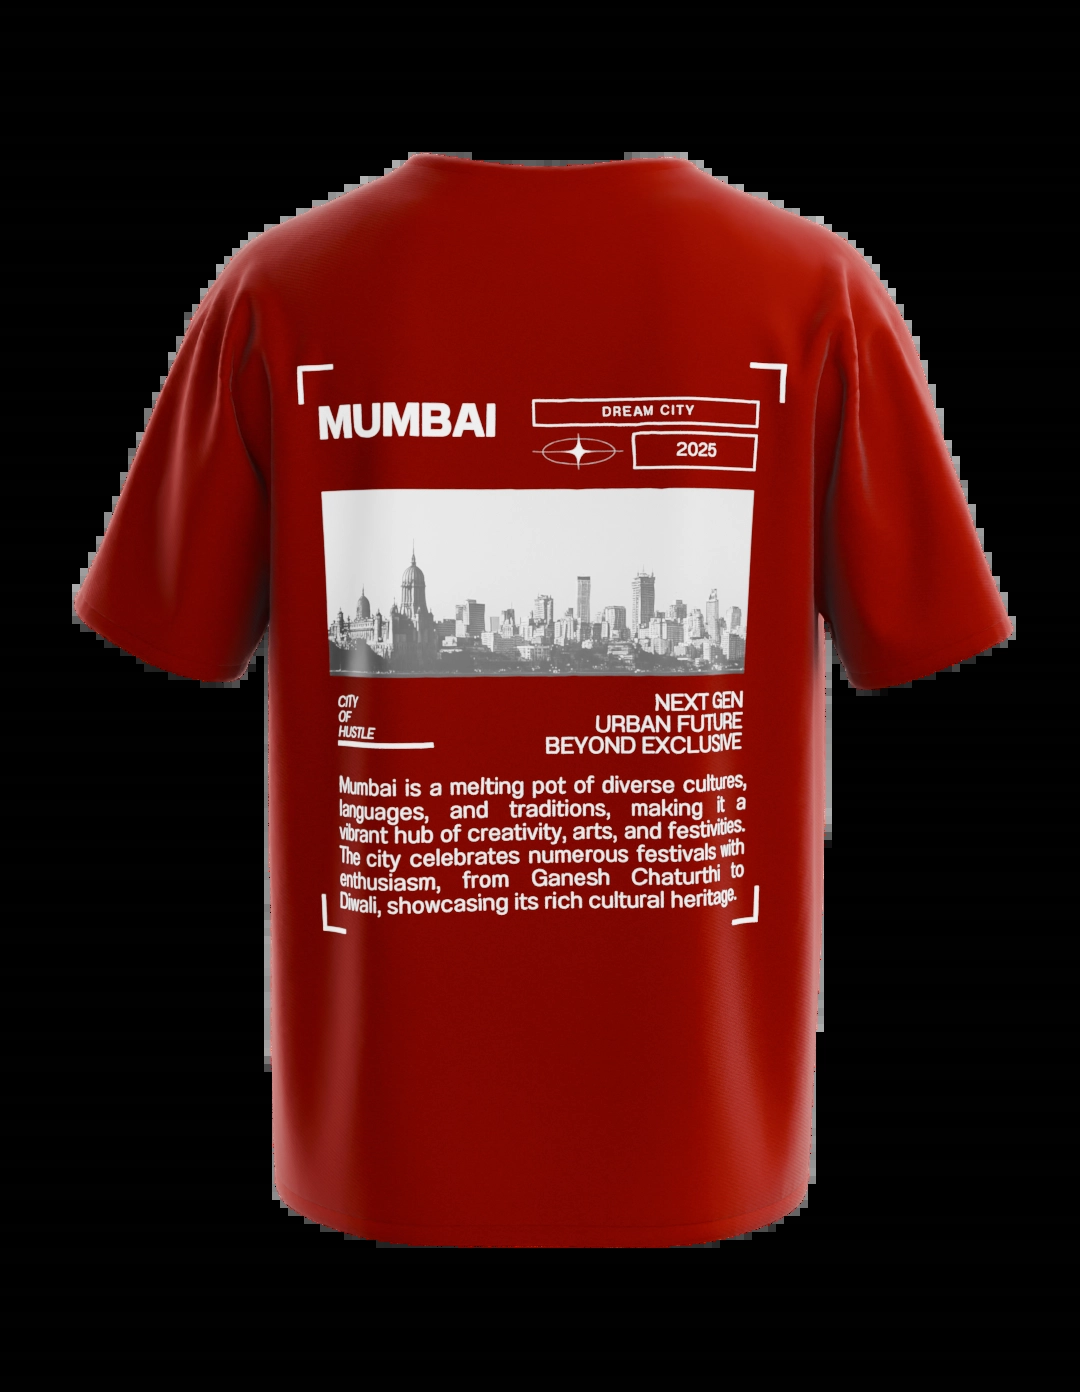 MUMBAI
DREAM CITY
2025
CITY
OF
HUSTLE
NEXT GEN
URBAN FUTURE
BEYOND EXCLUSIVE
Mumbai is a melting pot of diverse cultures,
languages, and traditions, making it a
vibrant hub of creativity, arts, and festivities.
The city celebrates numerous festivals with
enthusiasm, from Ganesh Chaturthi to
Diwali, showcasing its rich cultural heritage.